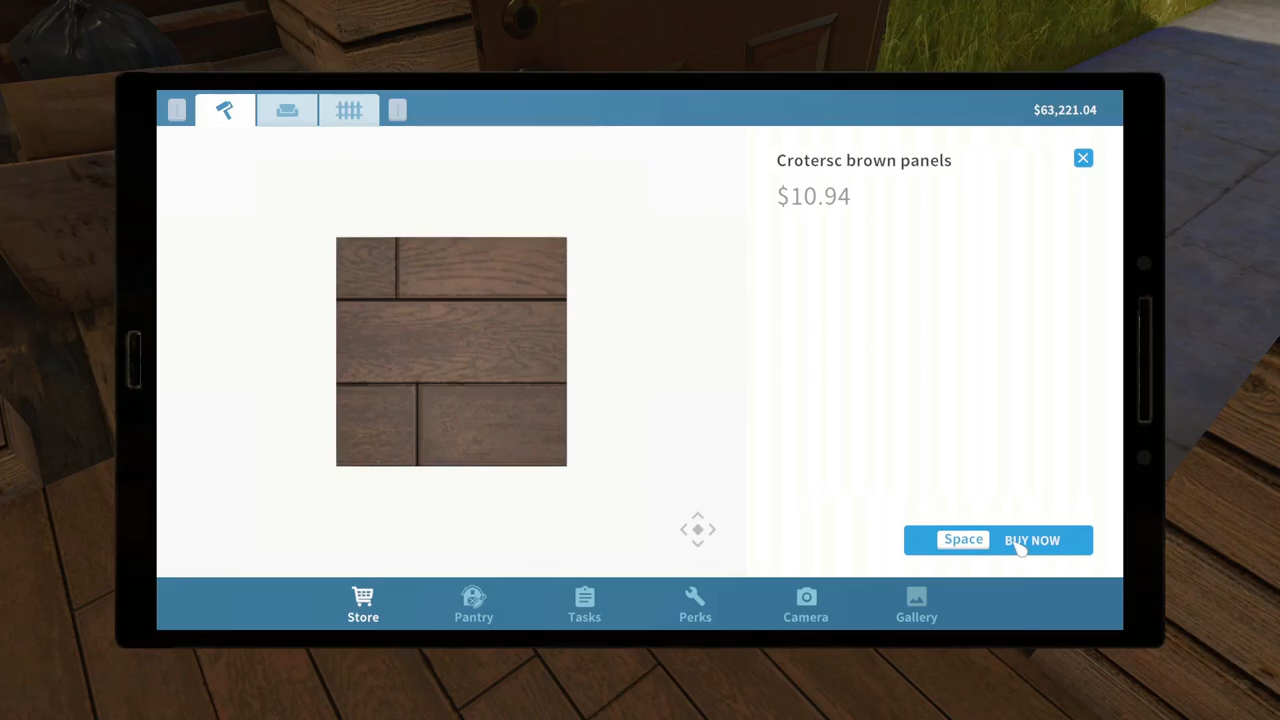 $63,221.04
Crotersc brown panels
$10.94
Space BUY NOW
Store Pantry Tasks Perks Camera Gallery